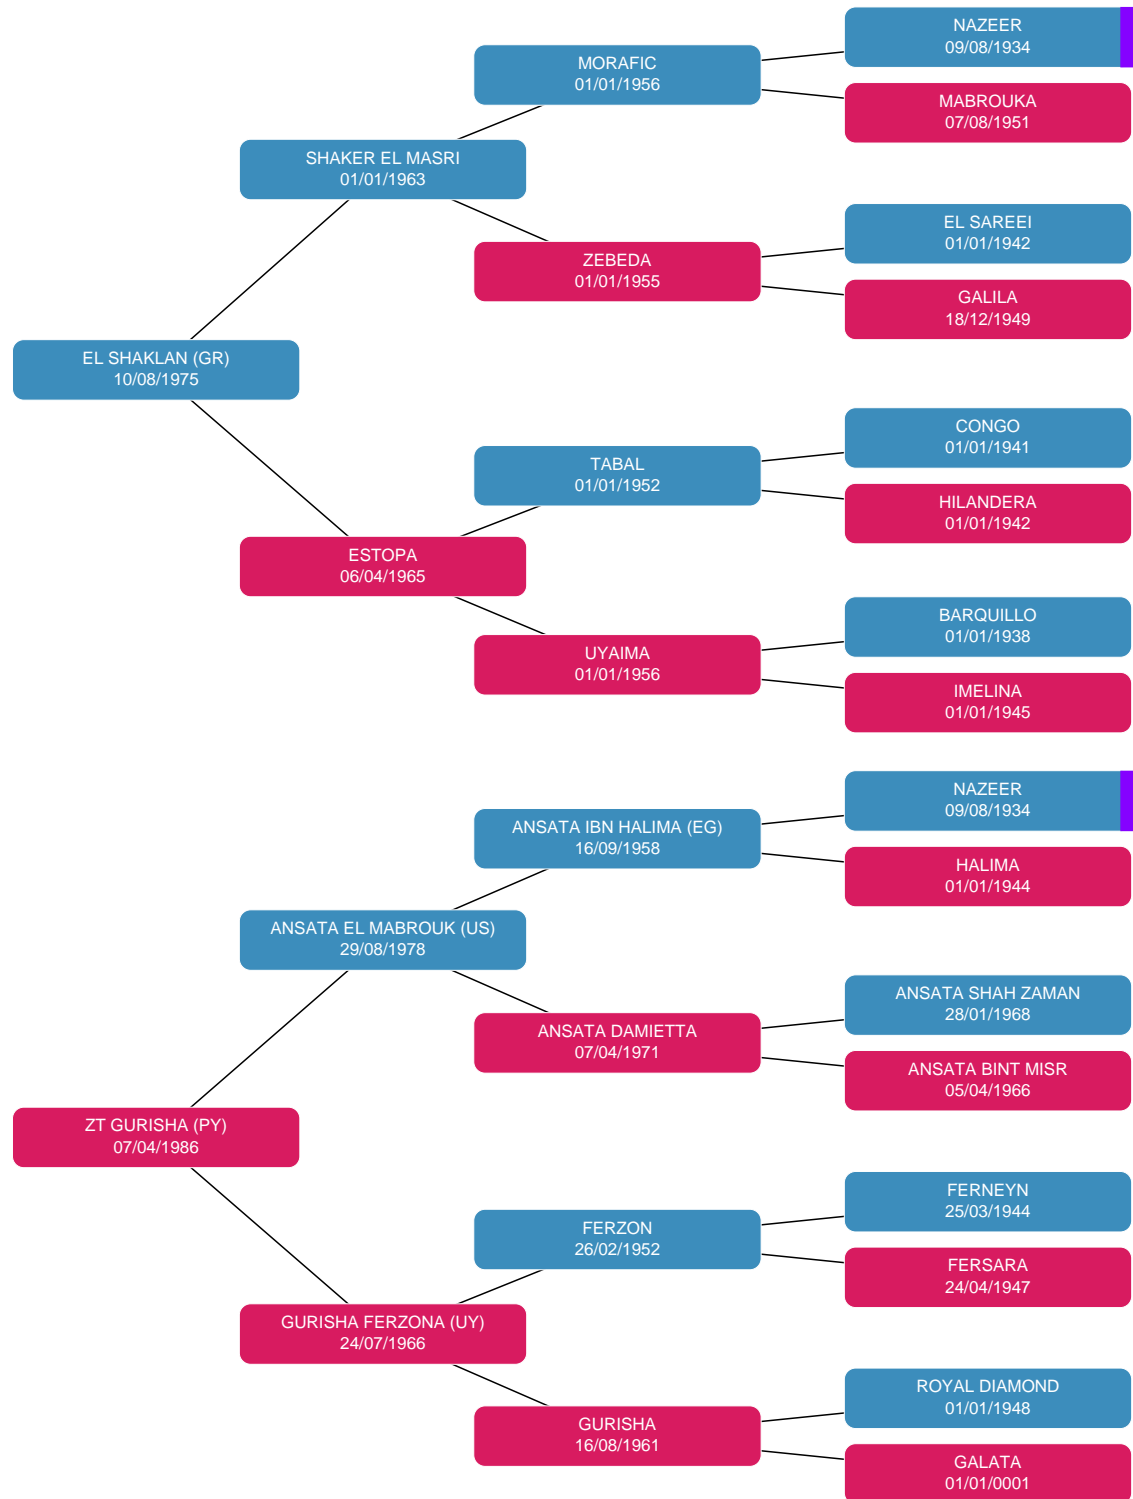 NAZEER
09/08/1934
MORAFIC
01/01/1956
MABROUKA
07/08/1951
SHAKER EL MASRI
01/01/1963
EL SAREEI
01/01/1942
ZEBEDA
01/01/1955
GALILA
18/12/1949
EL SHAKLAN (GR)
10/08/1975
CONGO
01/01/1941
TABAL
01/01/1952
HILANDERA
01/01/1942
ESTOPA
06/04/1965
BARQUILLO
01/01/1938
UYAIMA
01/01/1956
IMELINA
01/01/1945
NAZEER
09/08/1934
ANSATA IBN HALIMA (EG)
16/09/1958
HALIMA
01/01/1944
ANSATA EL MABROUK (US)
29/08/1978
ANSATA SHAH ZAMAN
28/01/1968
ANSATA DAMIETTA
07/04/1971
ANSATA BINT MISR
05/04/1966
ZT GURISHA (PY)
07/04/1986
FERNEYN
25/03/1944
FERZON
26/02/1952
FERSARA
24/04/1947
GURISHA FERZONA (UY)
24/07/1966
ROYAL DIAMOND
01/01/1948
GURISHA
16/08/1961
GALATA
01/01/0001